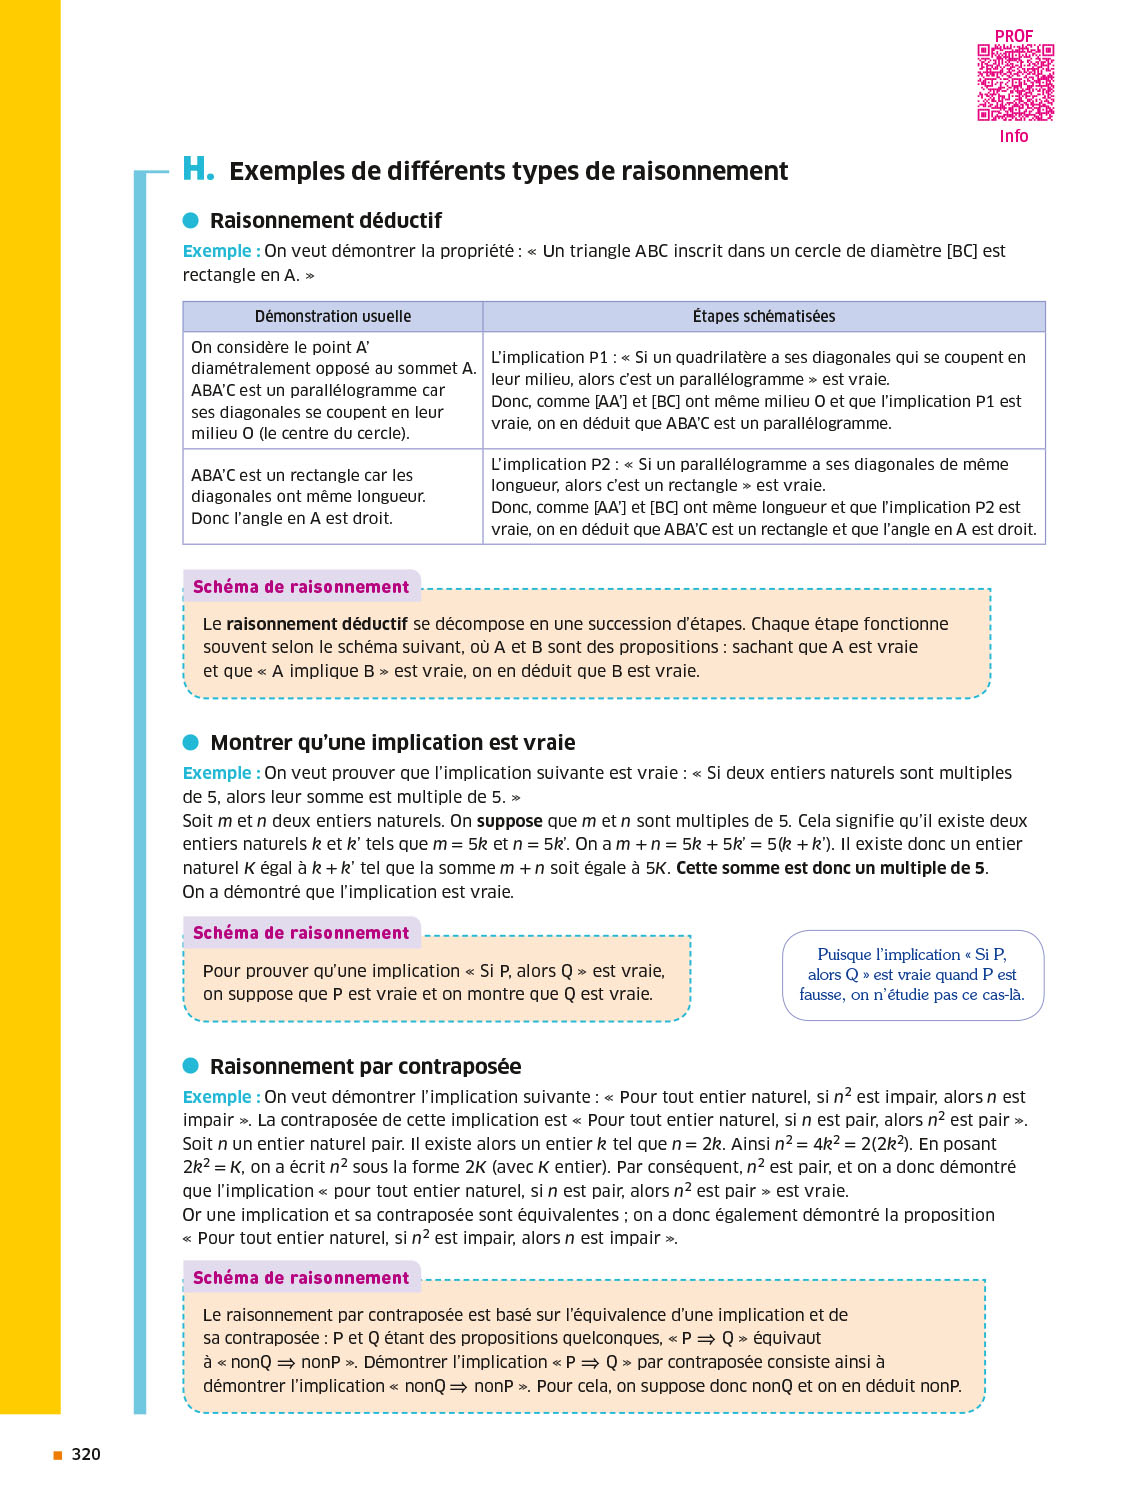 PROF
Info
H. Exemples de différents types de raisonnement
Raisonnement déductif
Exemple : On veut démontrer la propriété : « Un triangle ABC inscrit dans un cercle de diamètre [BC] est
rectangle en A. »
Démonstration usuelle
Étapes schématisées
On considère le point A’
diamétralement opposé au sommet A.
ABA’C est un parallélogramme car
ses diagonales se coupent en leur
milieu O (le centre du cercle).
L’implication P1 : « Si un quadrilatère a ses diagonales qui se coupent en
leur milieu, alors c’est un parallélogramme » est vraie.
Donc, comme [AA’] et [BC] ont même milieu O et que l’implication P1 est
vraie, on en déduit que ABA’C est un parallélogramme.
ABA’C est un rectangle car les
diagonales ont même longueur.
Donc l’angle en A est droit.
L’implication P2 : « Si un parallélogramme a ses diagonales de même
longueur, alors c’est un rectangle » est vraie.
Donc, comme [AA’] et [BC] ont même longueur et que l’implication P2 est
vraie, on en déduit que ABA’C est un rectangle et que l’angle en A est droit.
Schéma de raisonnement
Le raisonnement déductif se décompose en une succession d’étapes. Chaque étape fonctionne
souvent selon le schéma suivant, où A et B sont des propositions : sachant que A est vraie
et que « A implique B » est vraie, on en déduit que B est vraie.
Montrer qu’une implication est vraie
Exemple : On veut prouver que l’implication suivante est vraie : « Si deux entiers naturels sont multiples
de 5, alors leur somme est multiple de 5. »
Soit m et n deux entiers naturels. On suppose que m et n sont multiples de 5. Cela signifie qu’il existe deux
entiers naturels k et k’ tels que m = 5k et n = 5k’. On a m + n = 5k + 5k’ = 5(k + k’). Il existe donc un entier
naturel K égal à k + k’ tel que la somme m + n soit égale à 5K. Cette somme est donc un multiple de 5.
On a démontré que l’implication est vraie.
Schéma de raisonnement
Pour prouver qu’une implication « Si P, alors Q » est vraie,
on suppose que P est vraie et on montre que Q est vraie.
Puisque l’implication « Si P,
alors Q » est vraie quand P est
fausse, on n’étudie pas ce cas-là.
Raisonnement par contraposée
Exemple : On veut démontrer l’implication suivante : « Pour tout entier naturel, si n² est impair, alors n est
impair ». La contraposée de cette implication est « Pour tout entier naturel, si n est pair, alors n² est pair ».
Soit n un entier naturel pair. Il existe alors un entier k tel que n = 2k. Ainsi n² = 4k² = 2(2k²). En posant
2k² = K, on a écrit n² sous la forme 2K (avec K entier). Par conséquent, n² est pair, et on a donc démontré
que l’implication « pour tout entier naturel, si n est pair, alors n² est pair » est vraie.
Or une implication et sa contraposée sont équivalentes ; on a donc également démontré la proposition
« Pour tout entier naturel, si n² est impair, alors n est impair ».
Schéma de raisonnement
Le raisonnement par contraposée est basé sur l’équivalence d’une implication et de
sa contraposée : P et Q étant des propositions quelconques, « P ⇒ Q » équivaut
à « nonQ ⇒ nonP ». Démontrer l’implication « P ⇒ Q » par contraposée consiste ainsi à
démontrer l’implication « nonQ ⇒ nonP ». Pour cela, on suppose donc nonQ et on en déduit nonP.
320